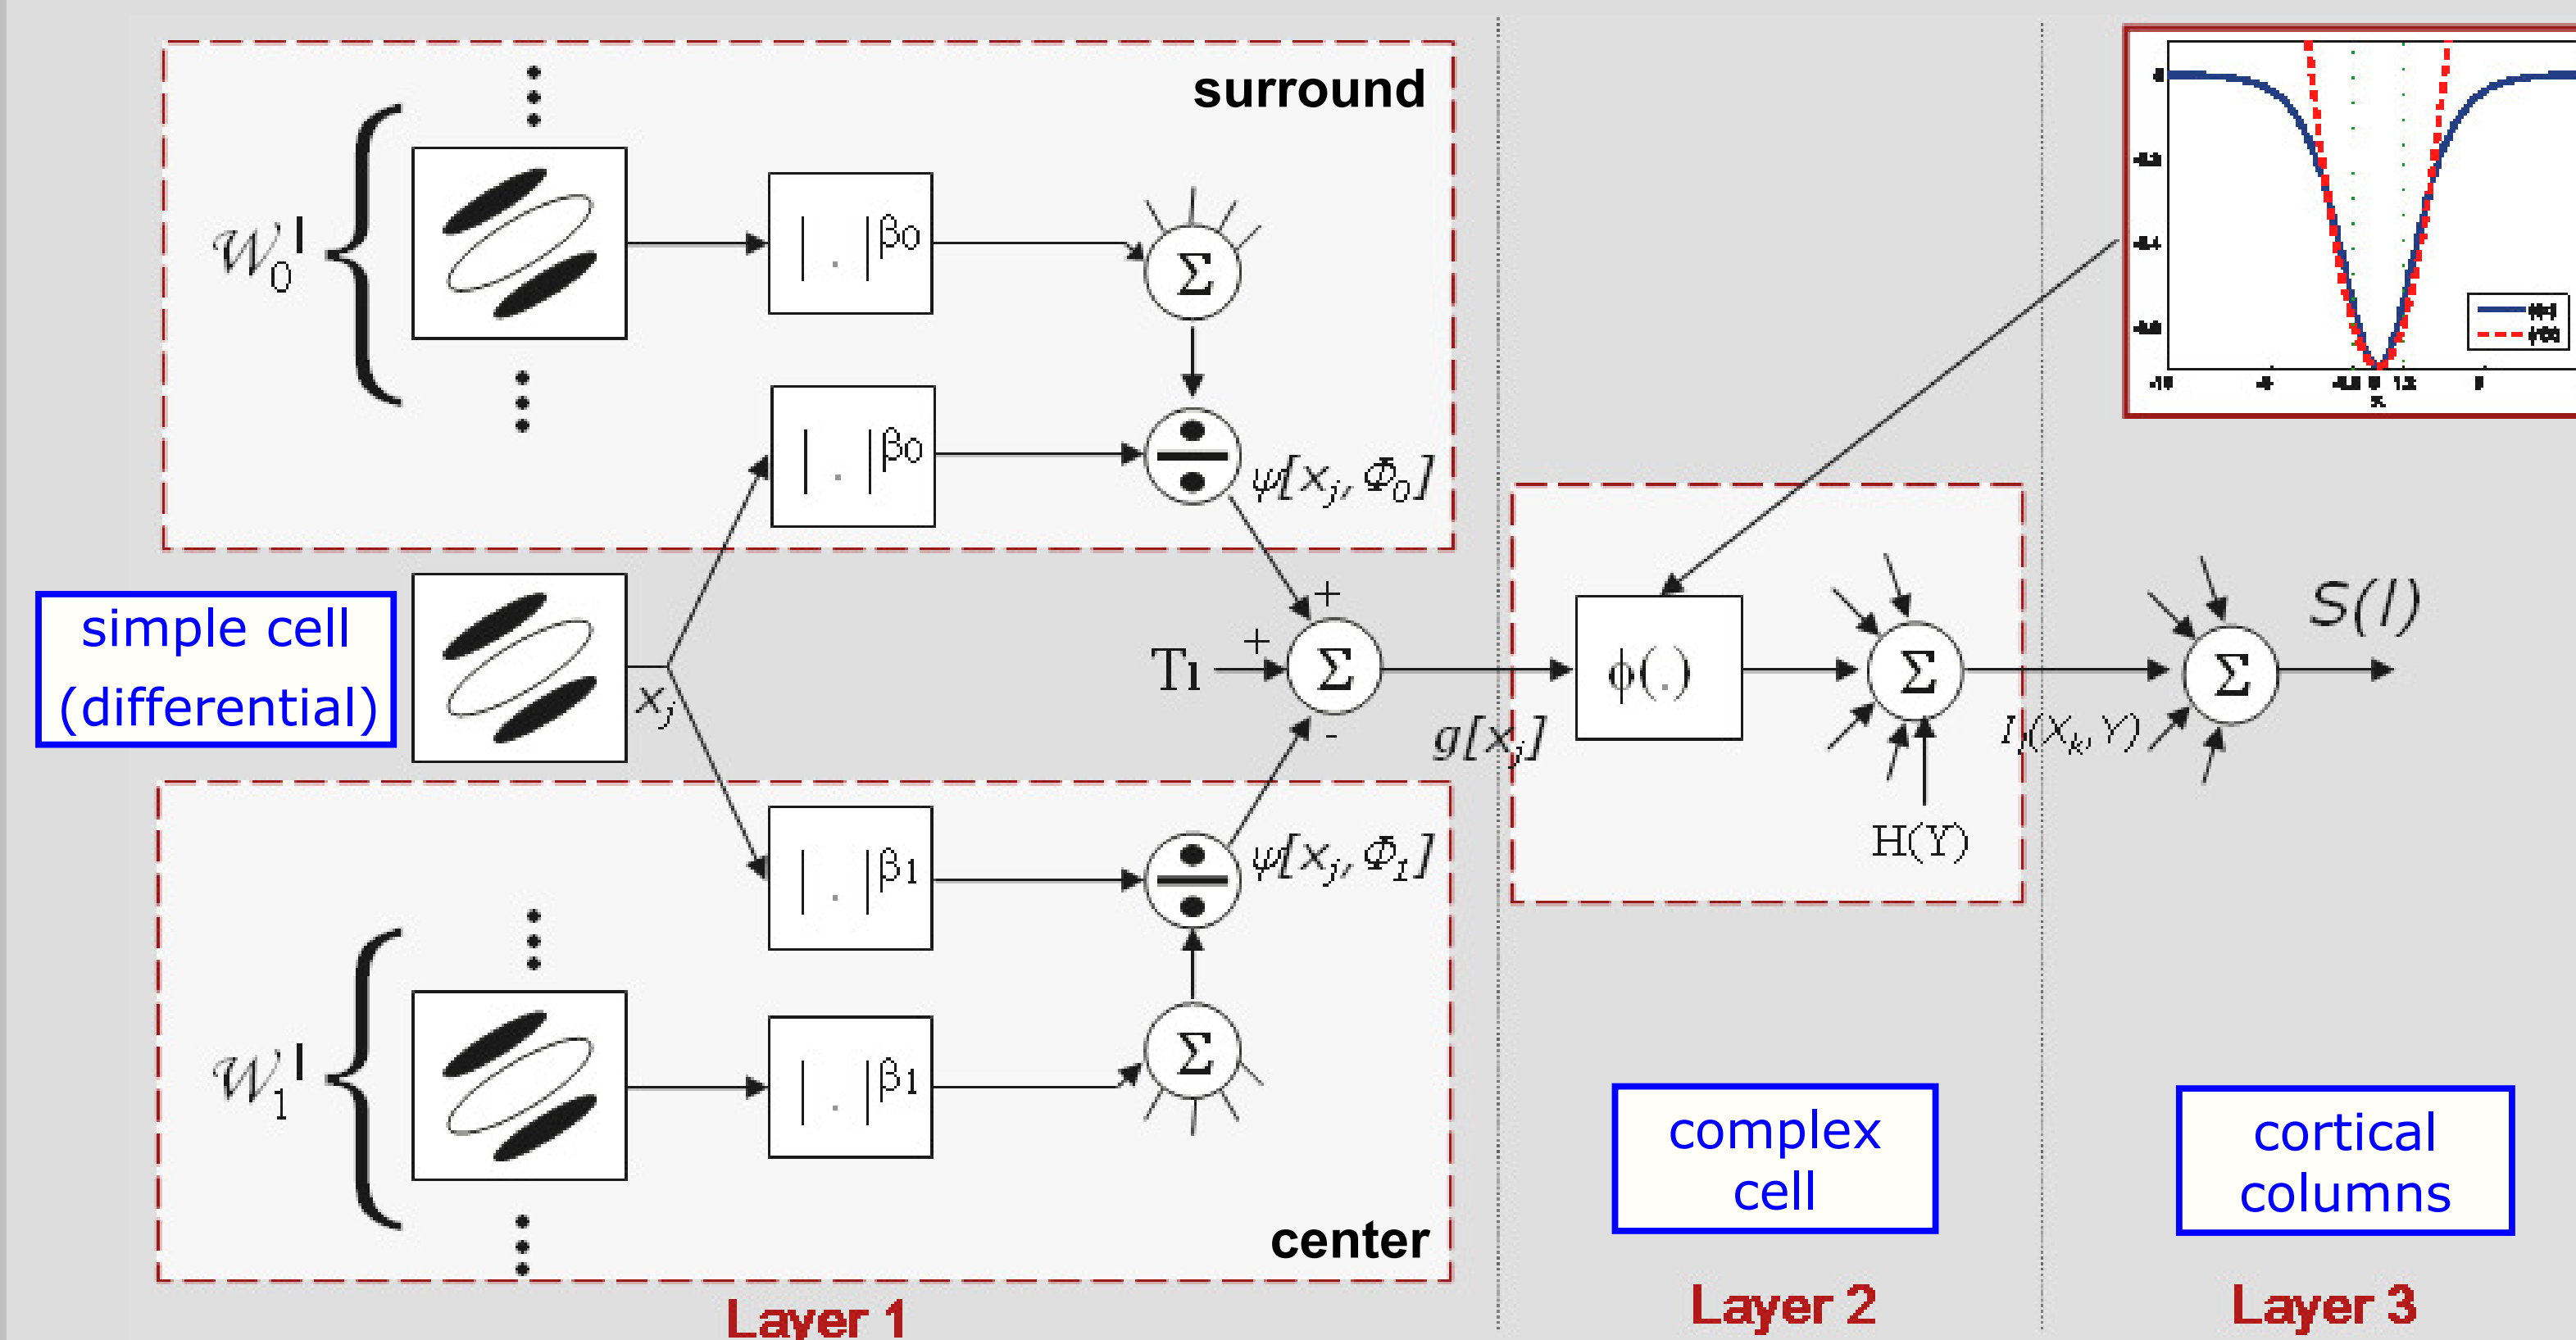 surround
W₀ˡ
| . |^β0
Σ
| . |^β0
÷
ψ[xⱼ, Φ₀]
simple cell
(differential)
xⱼ
+
+
T₁
Σ
-
g[xⱼ]
ϕ(.)
Σ
H(Y)
(Xₖ, Y)
Σ
S(I)
| . |^β1
÷
ψ[xⱼ, Φ₁]
W₁ˡ
| . |^β1
Σ
center
complex
cell
cortical
columns
Layer 1
Layer 2
Layer 3